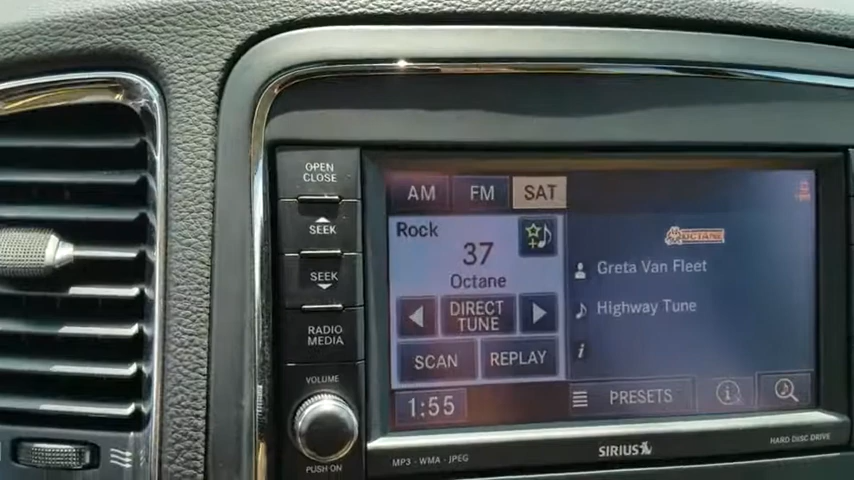 OPEN
CLOSE
SEEK
SEEK
RADIO
MEDIA
VOLUME
PUSH ON
AM FM SAT
Rock
37
Octane
DIRECT
TUNE
SCAN REPLAY
1:55
OCTANE
Greta Van Fleet
Highway Tune
i
PRESETS
i
MP3 - WMA - JPEG
SIRIUS
HARD DISC DRIVE